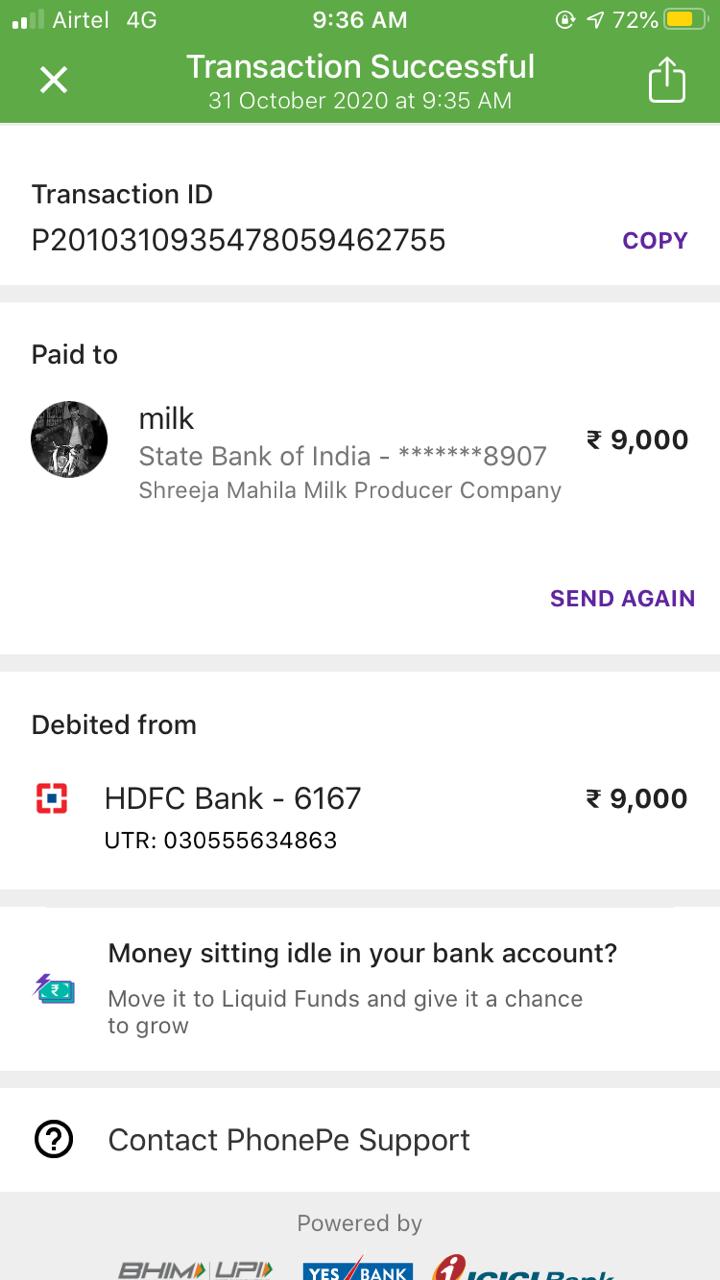 Airtel 4G 9:36 AM 72%
Transaction Successful
31 October 2020 at 9:35 AM
Transaction ID
P2010310935478059462755 COPY
Paid to
milk
₹ 9,000
State Bank of India - *******8907
Shreeja Mahila Milk Producer Company
SEND AGAIN
Debited from
HDFC Bank - 6167 ₹ 9,000
UTR: 030555634863
Money sitting idle in your bank account?
Move it to Liquid Funds and give it a chance
to grow
Contact PhonePe Support
Powered by
BHIM UPI YES BANK ICICI Bank